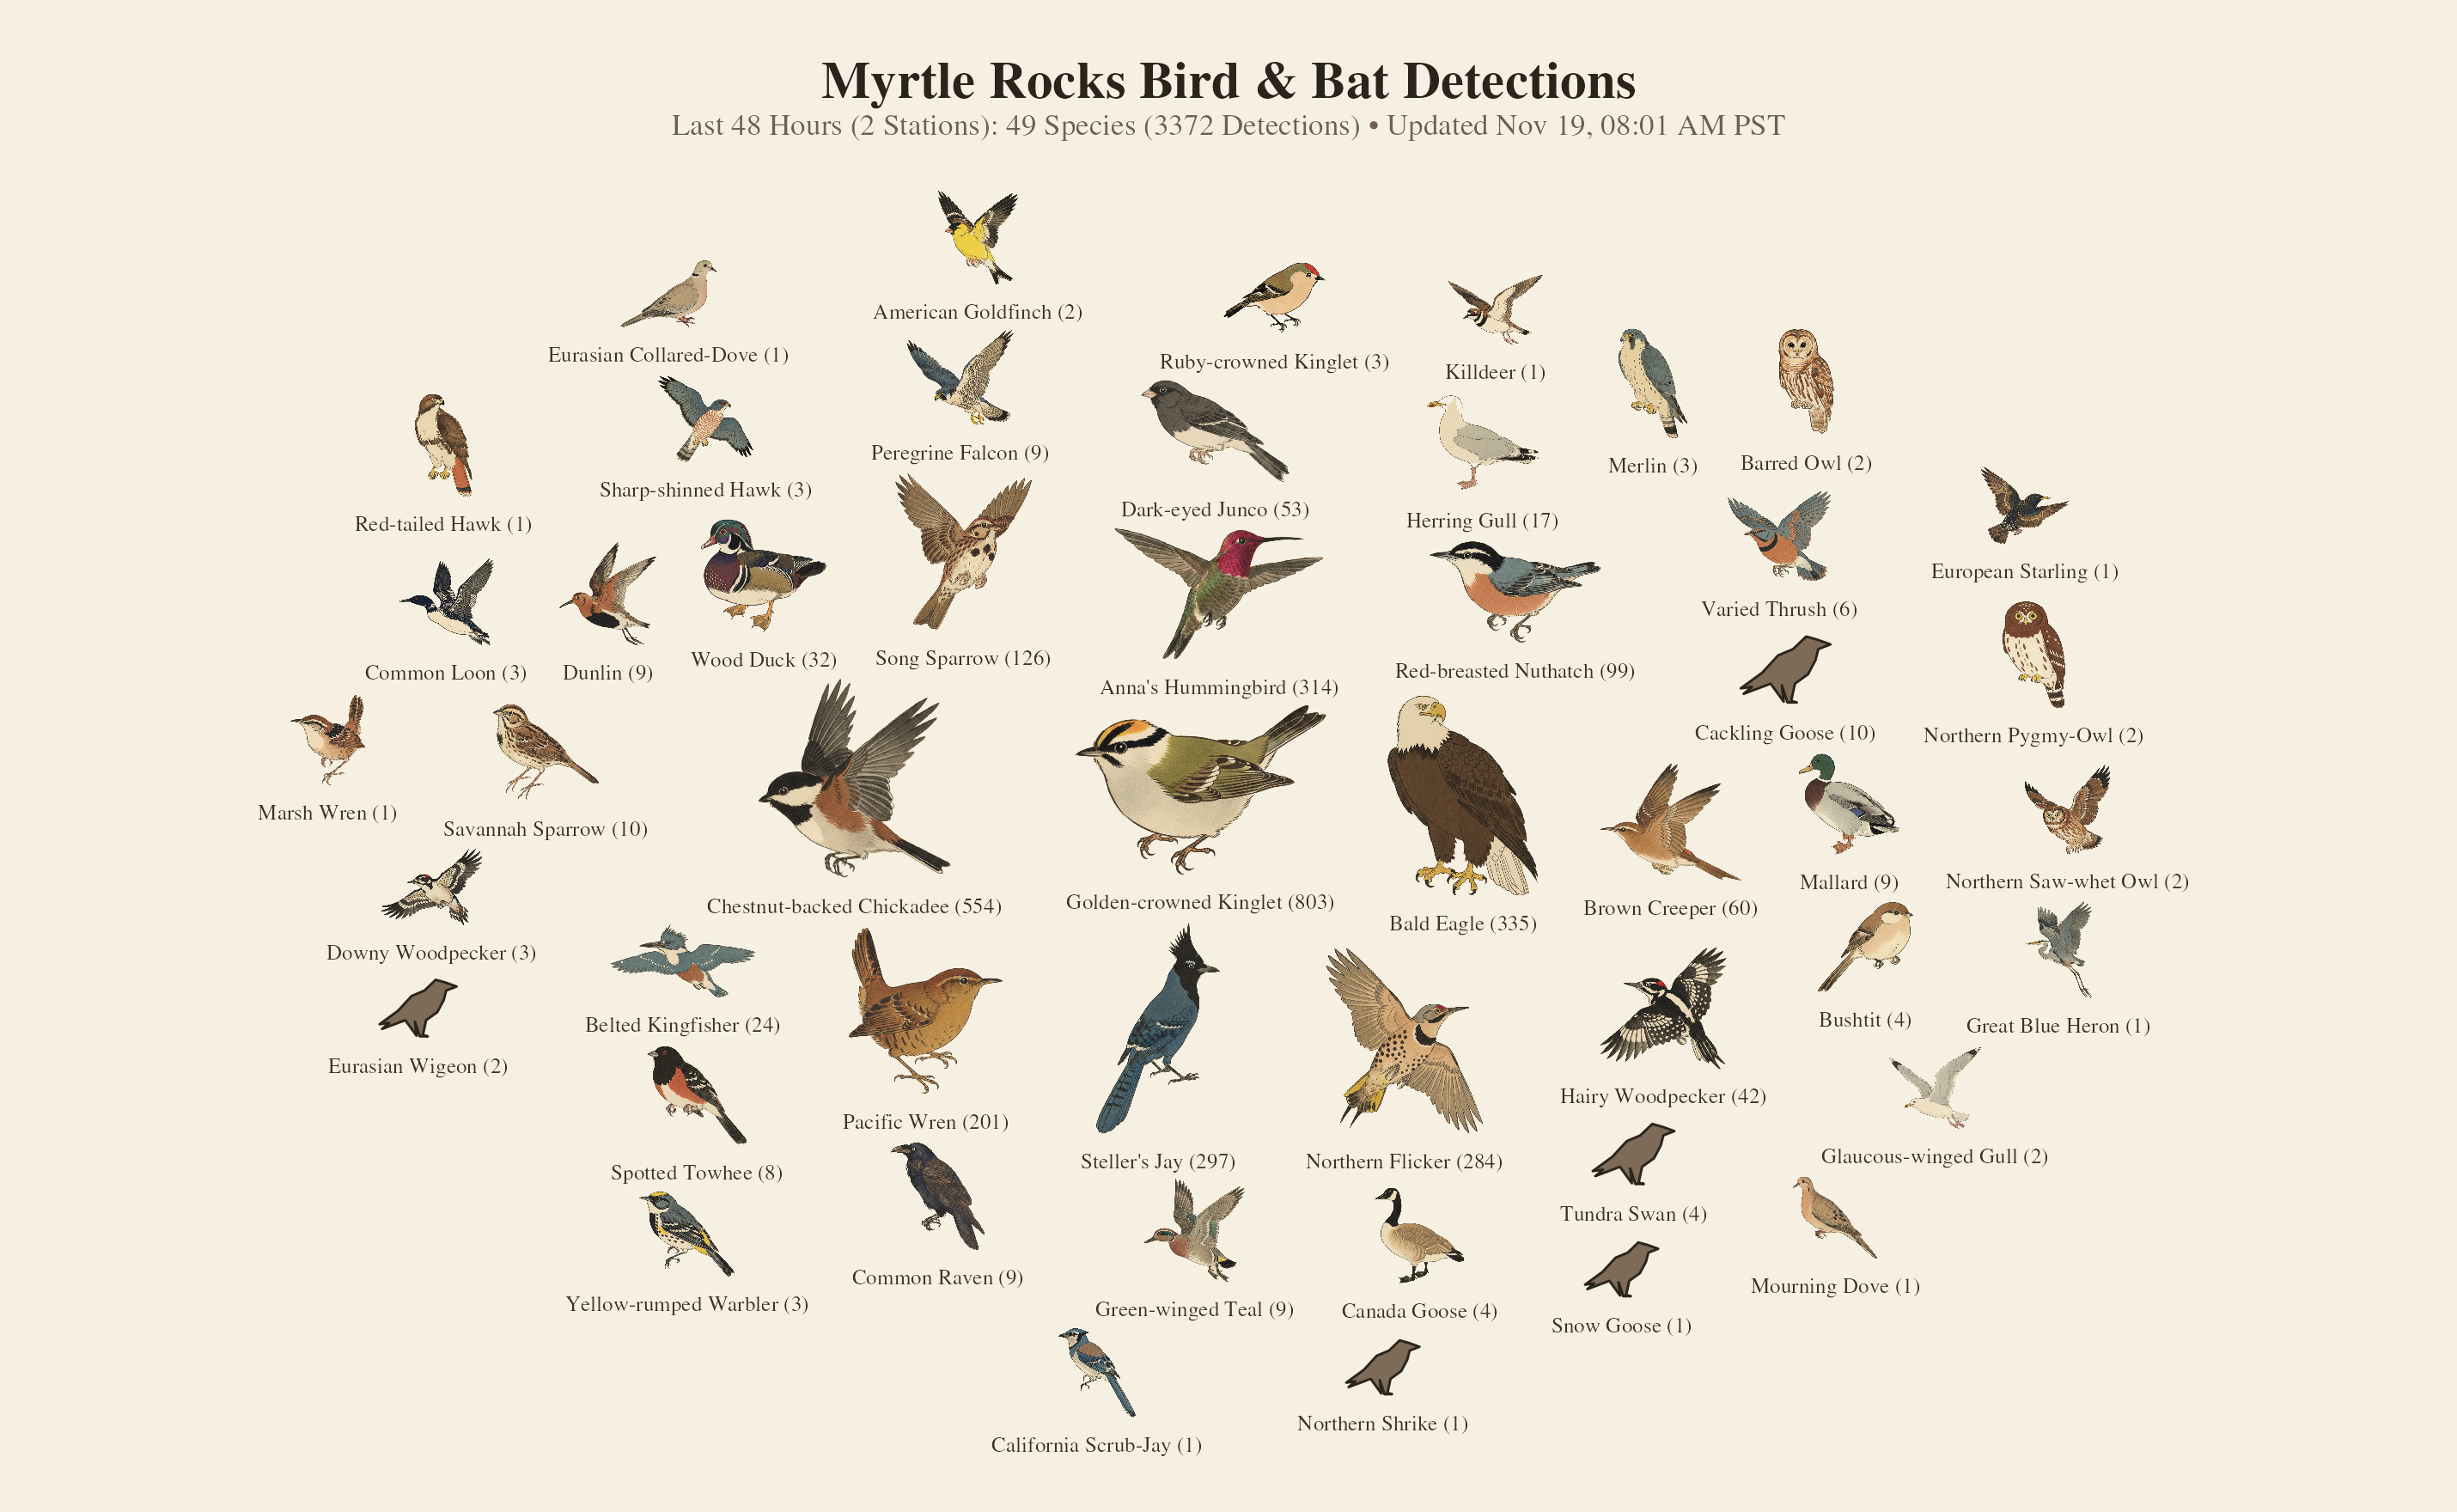 Myrtle Rocks Bird & Bat Detections
Last 48 Hours (2 Stations): 49 Species (3372 Detections) • Updated Nov 19, 08:01 AM PST
American Goldfinch (2)
Eurasian Collared-Dove (1)
Ruby-crowned Kinglet (3)
Killdeer (1)
Peregrine Falcon (9)
Merlin (3)
Barred Owl (2)
Sharp-shinned Hawk (3)
Red-tailed Hawk (1)
Dark-eyed Junco (53)
Herring Gull (17)
European Starling (1)
Varied Thrush (6)
Common Loon (3)
Dunlin (9)
Wood Duck (32)
Song Sparrow (126)
Anna's Hummingbird (314)
Red-breasted Nuthatch (99)
Cackling Goose (10)
Northern Pygmy-Owl (2)
Marsh Wren (1)
Savannah Sparrow (10)
Chestnut-backed Chickadee (554)
Golden-crowned Kinglet (803)
Bald Eagle (335)
Brown Creeper (60)
Mallard (9)
Northern Saw-whet Owl (2)
Downy Woodpecker (3)
Belted Kingfisher (24)
Bushtit (4)
Great Blue Heron (1)
Eurasian Wigeon (2)
Pacific Wren (201)
Hairy Woodpecker (42)
Spotted Towhee (8)
Steller's Jay (297)
Northern Flicker (284)
Glaucous-winged Gull (2)
Tundra Swan (4)
Yellow-rumped Warbler (3)
Common Raven (9)
Green-winged Teal (9)
Canada Goose (4)
Mourning Dove (1)
Snow Goose (1)
California Scrub-Jay (1)
Northern Shrike (1)